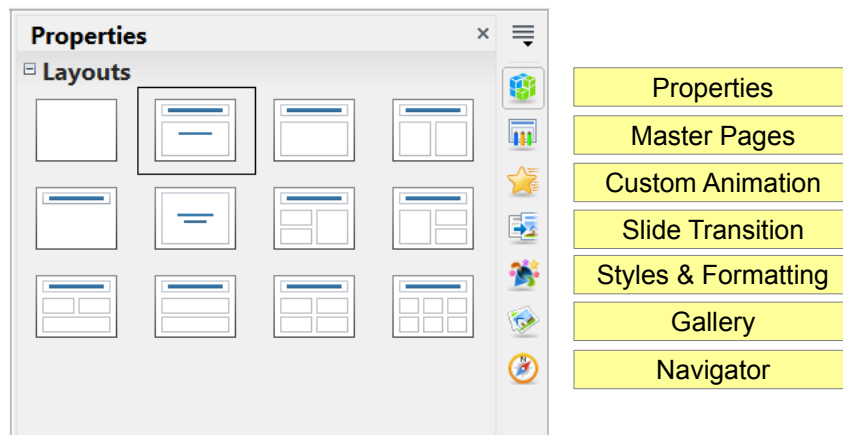 Properties
Layouts
Properties
Master Pages
Custom Animation
Slide Transition
Styles & Formatting
Gallery
Navigator
N